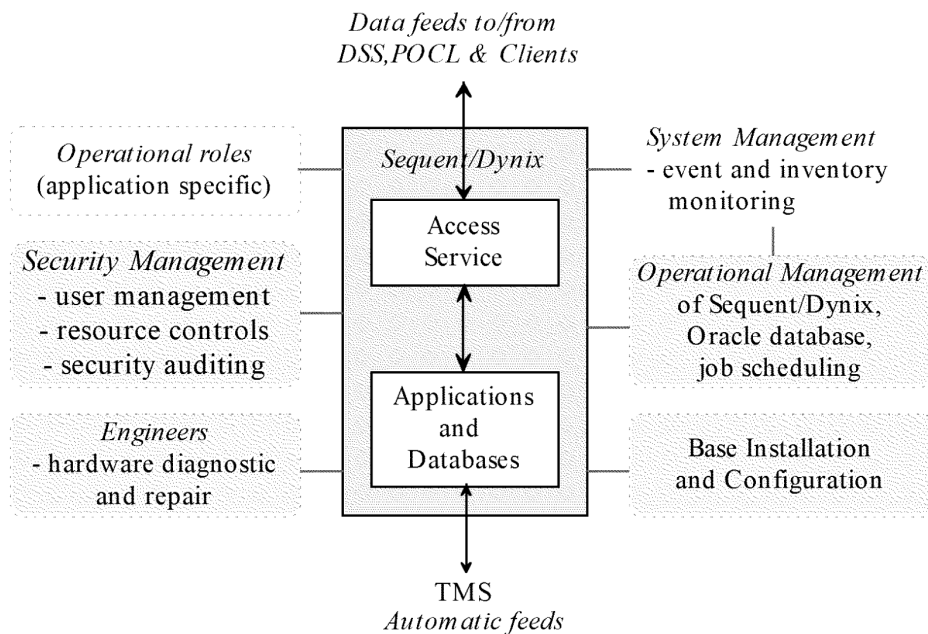 Data feeds to/from
DSS,POCL & Clients
Operational roles
(application specific)
Security Management
- user management
- resource controls
- security auditing
Engineers
- hardware diagnostic
and repair
Sequent/Dynix
Access
Service
Applications
and
Databases
System Management
- event and inventory
monitoring
Operational Management
of Sequent/Dynix,
Oracle database,
job scheduling
Base Installation
and Configuration
TMS
Automatic feeds